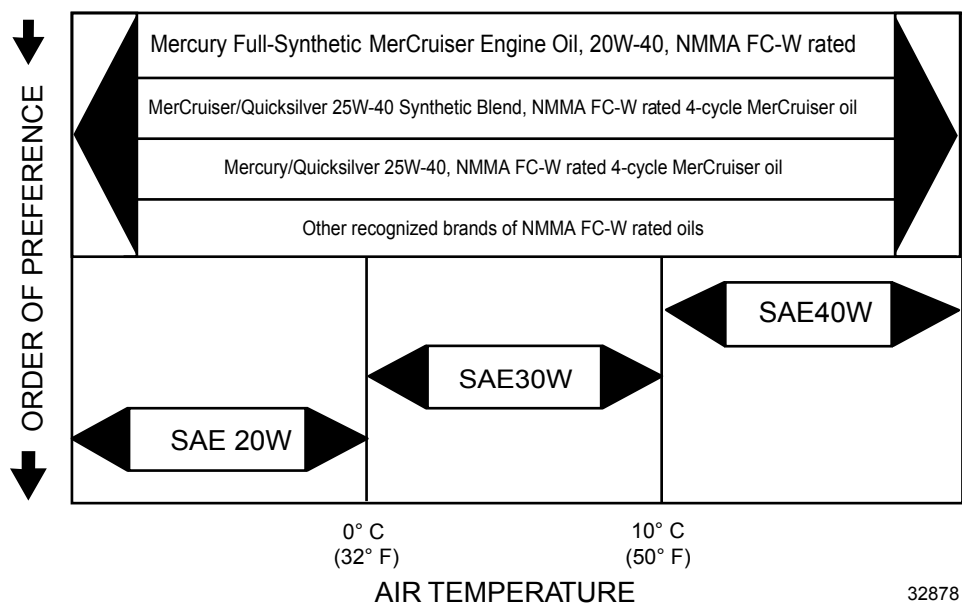 ORDER OF PREFERENCE
Mercury Full-Synthetic MerCruiser Engine Oil, 20W-40, NMMA FC-W rated
MerCruiser/Quicksilver 25W-40 Synthetic Blend, NMMA FC-W rated 4-cycle MerCruiser oil
Mercury/Quicksilver 25W-40, NMMA FC-W rated 4-cycle MerCruiser oil
Other recognized brands of NMMA FC-W rated oils
SAE40W
SAE30W
SAE 20W
0° C
(32° F)
10° C
(50° F)
AIR TEMPERATURE
32878